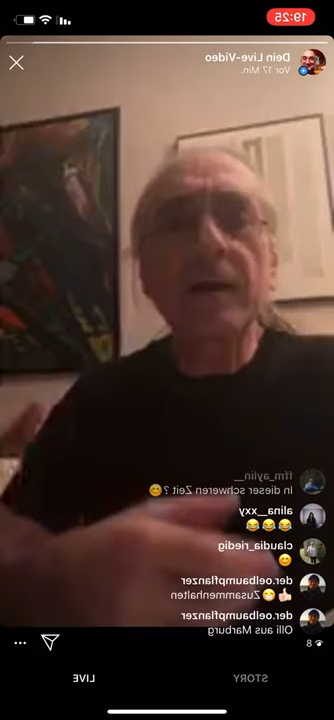 19:25
Dein Live-Video
Vor 17 Min.
ffm_aylin__
In dieser schweren Zeit ? 😊
alina__xxy
😂😂😂
claudia_riedig
😊
der.oelbaumpflanzer
👍🏻😁 Zusammenhalten
der.oelbaumpflanzer
Olli aus Marburg
8
STORY
LIVE